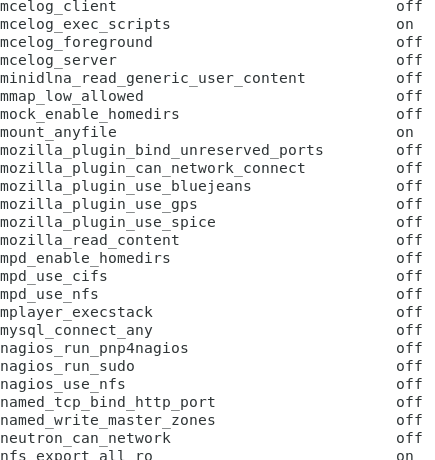 mcelog_client off
mcelog_exec_scripts on
mcelog_foreground off
mcelog_server off
minidlna_read_generic_user_content off
mmap_low_allowed off
mock_enable_homedirs off
mount_anyfile on
mozilla_plugin_bind_unreserved_ports off
mozilla_plugin_can_network_connect off
mozilla_plugin_use_bluejeans off
mozilla_plugin_use_gps off
mozilla_plugin_use_spice off
mozilla_read_content off
mpd_enable_homedirs off
mpd_use_cifs off
mpd_use_nfs off
mplayer_execstack off
mysql_connect_any off
nagios_run_pnp4nagios off
nagios_run_sudo off
nagios_use_nfs off
named_tcp_bind_http_port off
named_write_master_zones off
neutron_can_network off
nfs_export_all_ro on